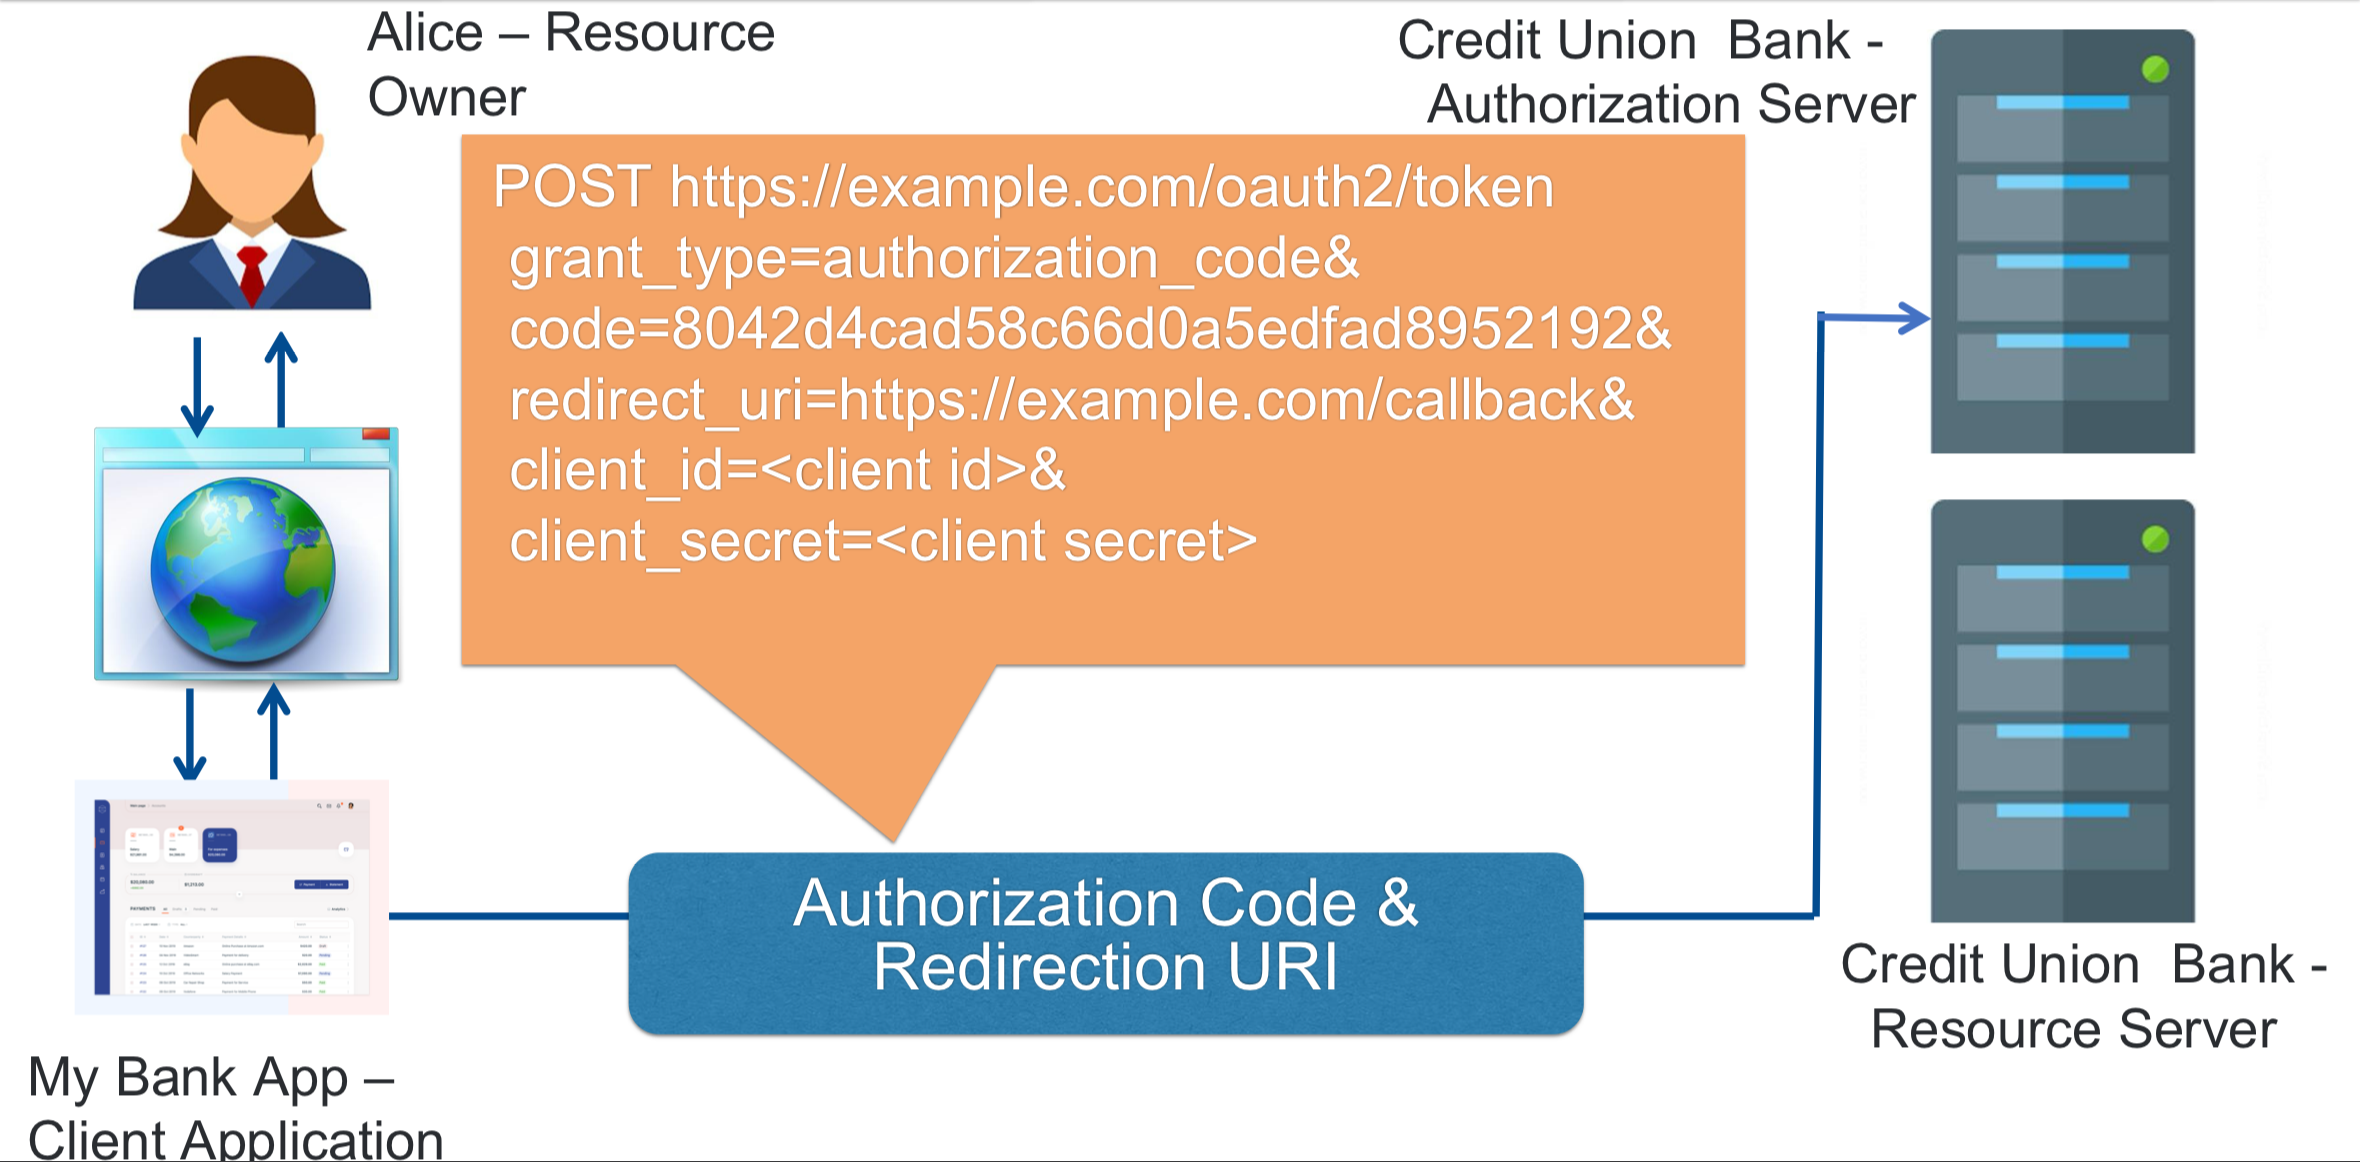 Alice – Resource
Owner
Credit Union  Bank -
Authorization Server
POST https://example.com/oauth2/token
grant_type=authorization_code&
code=8042d4cad58c66d0a5edfad8952192&
redirect_uri=https://example.com/callback&
client_id=<client id>&
client_secret=<client secret>
Authorization Code &
Redirection URI
PAYMENTS
Credit Union  Bank -
Resource Server
My Bank App –
Client Application